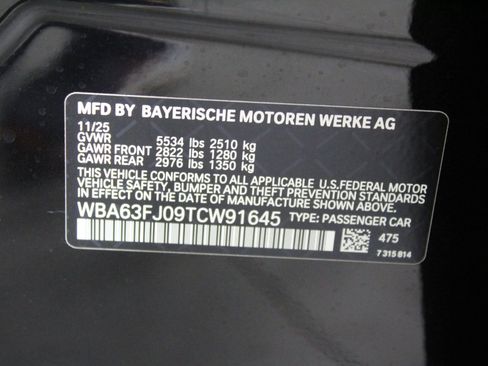 MFD BY BAYERISCHE MOTOREN WERKE AG
11/25
GVWR 5534 lbs 2510 kg
GAWR FRONT 2822 lbs 1280 kg
GAWR REAR 2976 lbs 1350 kg
THIS VEHICLE CONFORMS TO ALL APPLICABLE U.S.FEDERAL MOTOR
VEHICLE SAFETY, BUMPER, AND THEFT PREVENTION STANDARDS
IN EFFECT ON THE DATE OF MANUFACTURE SHOWN ABOVE.
WBA63FJ09TCW91645 TYPE: PASSENGER CAR
475
7 315 814